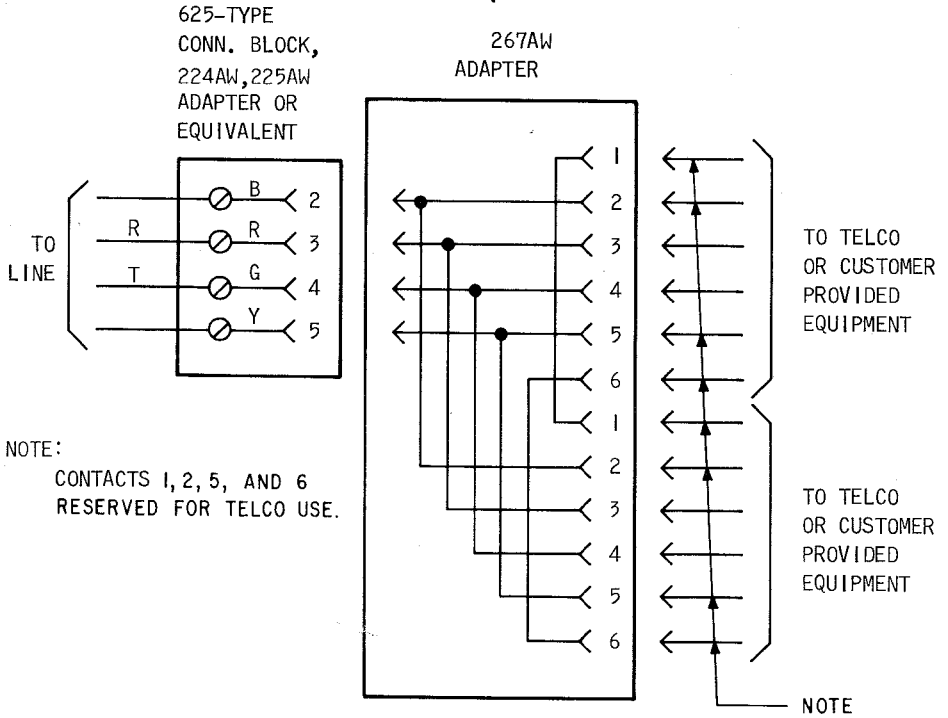 625-TYPE
CONN. BLOCK,
224AW, 225AW
ADAPTER OR
EQUIVALENT
267AW
ADAPTER
TO
LINE
R
T
B
R
G
Y
2
3
4
5
1
2
3
4
5
6
1
2
3
4
5
6
TO TELCO
OR CUSTOMER
PROVIDED
EQUIPMENT
TO TELCO
OR CUSTOMER
PROVIDED
EQUIPMENT
NOTE:
CONTACTS 1, 2, 5, AND 6
RESERVED FOR TELCO USE.
NOTE